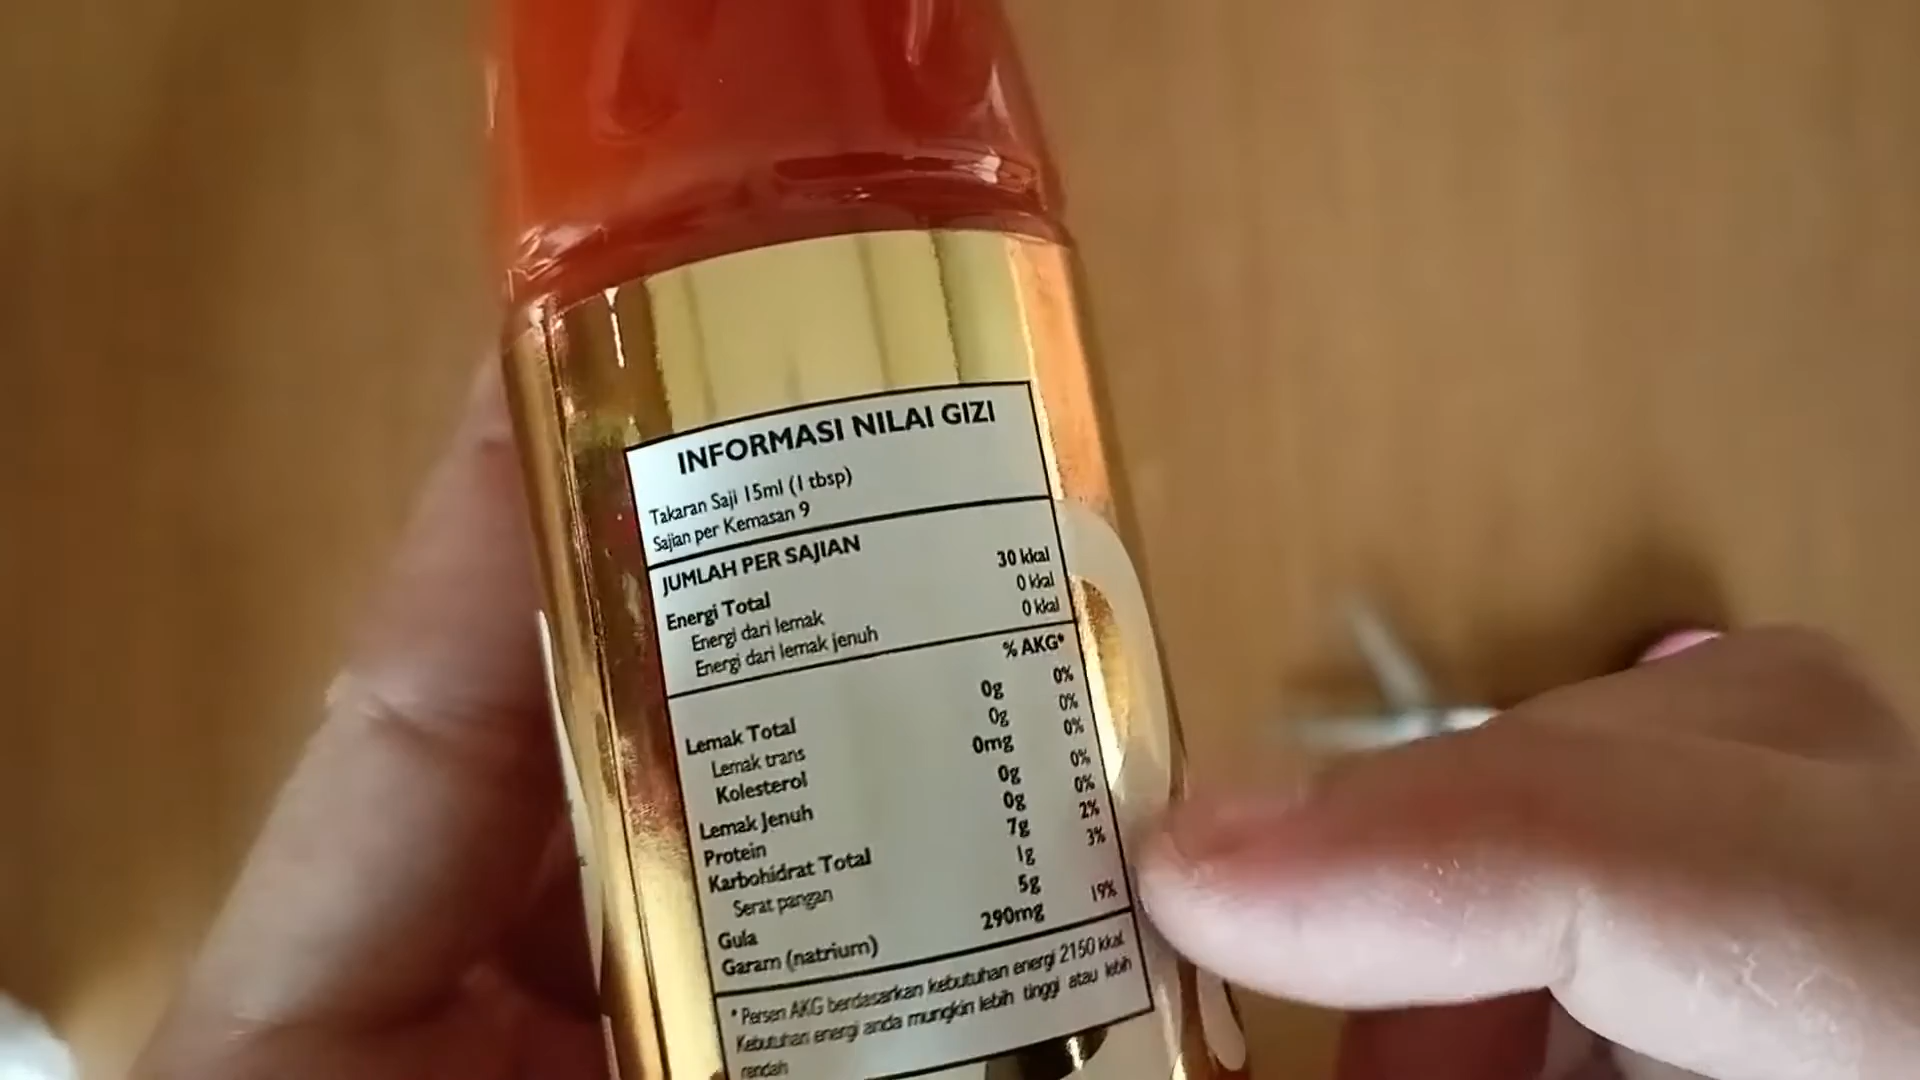 INFORMASI NILAI GIZI
Takaran Saji 15ml (1 tbsp)
Sajian per Kemasan 9
JUMLAH PER SAJIAN
Energi Total 30 kkal
Energi dari lemak 0 kkal
Energi dari lemak jenuh 0 kkal
% AKG*
Lemak Total 0g 0%
Lemak trans 0g 0%
Kolesterol 0mg 0%
Lemak Jenuh 0g 0%
Protein 0g 0%
Karbohidrat Total 7g 2%
Serat pangan 1g 3%
Gula 5g
Garam (natrium) 290mg 19%
* Persen AKG berdasarkan kebutuhan energi 2150 kkal.
Kebutuhan energi anda mungkin lebih tinggi atau lebih
rendah